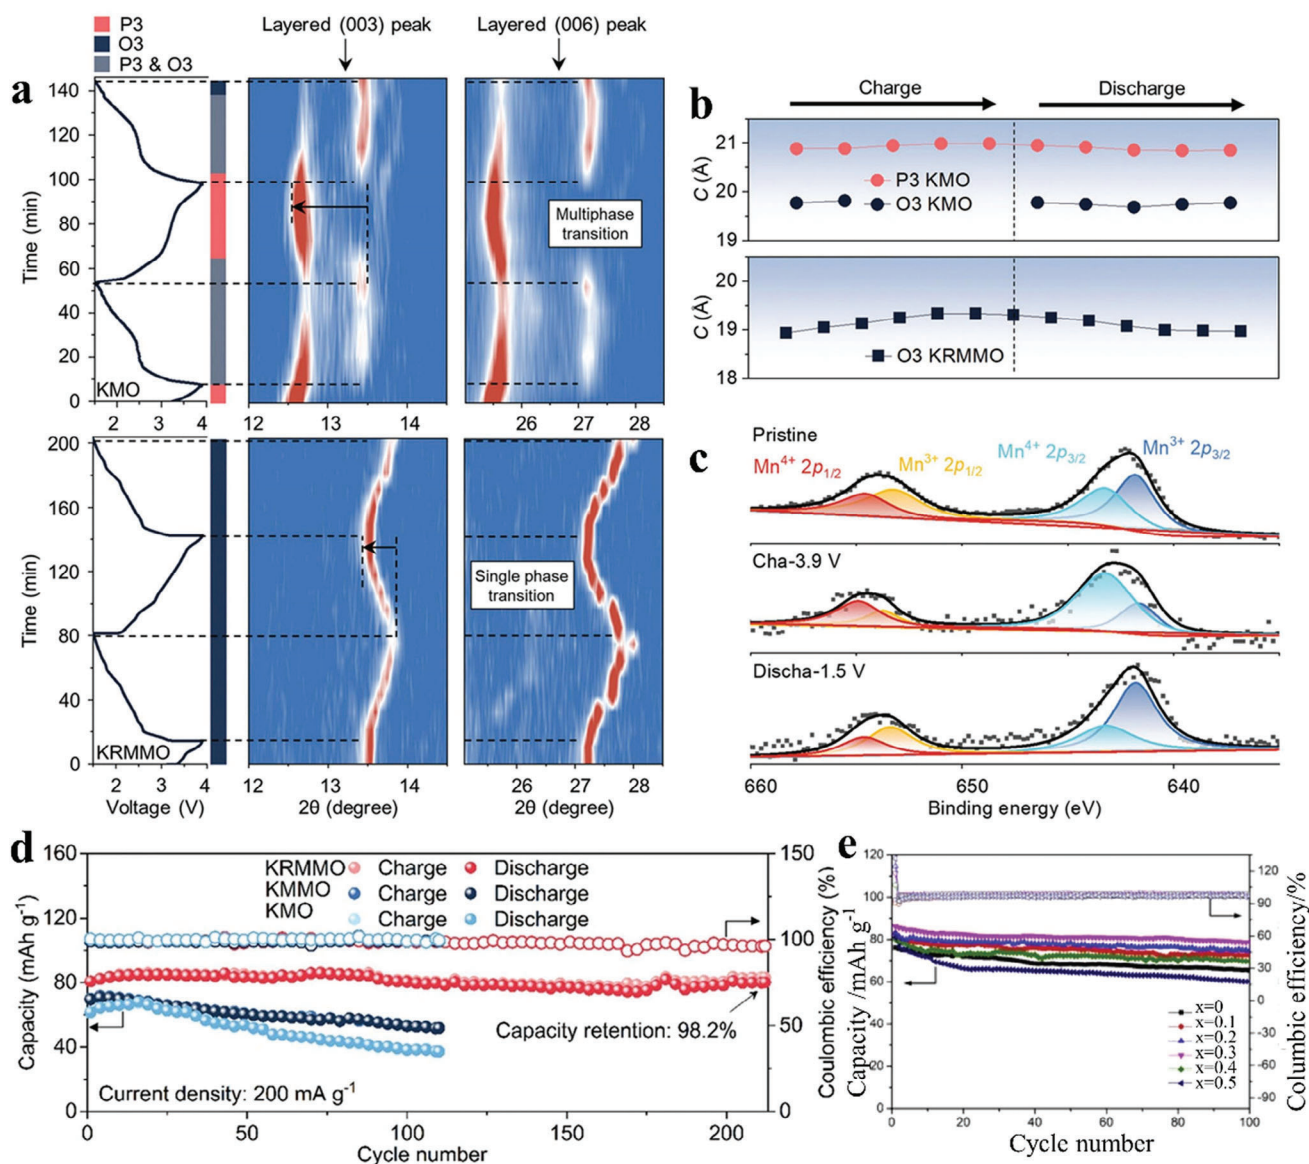 P3
O3
P3 & O3
Layered (003) peak
Layered (006) peak
a
Time (min)
140
120
100
80
60
40
20
0
KMO
2
3
4
12
13
14
26
27
28
Multiphase
transition
Time (min)
200
160
120
80
40
0
KRMMO
2
3
4
Voltage (V)
12
13
14
2θ (degree)
26
27
28
2θ (degree)
Single phase
transition
b
Charge
Discharge
C (Å)
21
20
19
P3 KMO
O3 KMO
C (Å)
20
19
18
O3 KRMMO
c
Pristine
Mn⁴⁺ 2p1/2
Mn³⁺ 2p1/2
Mn⁴⁺ 2p3/2
Mn³⁺ 2p3/2
Cha-3.9 V
Discha-1.5 V
660
650
640
Binding energy (eV)
d
Capacity (mAh g⁻¹)
160
120
80
40
0
KRMMO Charge Discharge
KMMO Charge Discharge
KMO Charge Discharge
Capacity retention: 98.2%
Current density: 200 mA g⁻¹
0
50
100
150
200
Cycle number
150
100
50
0
Coulombic efficiency (%)
e
Capacity /mAh g⁻¹
120
100
80
60
40
20
0
x=0
x=0.1
x=0.2
x=0.3
x=0.4
x=0.5
0
20
40
60
80
100
Cycle number
120
90
60
30
0
-30
-60
-90
Columbic efficiency/%